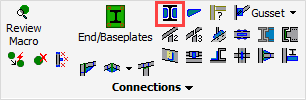 Review
Macro
End/Baseplates
Gusset
Connections